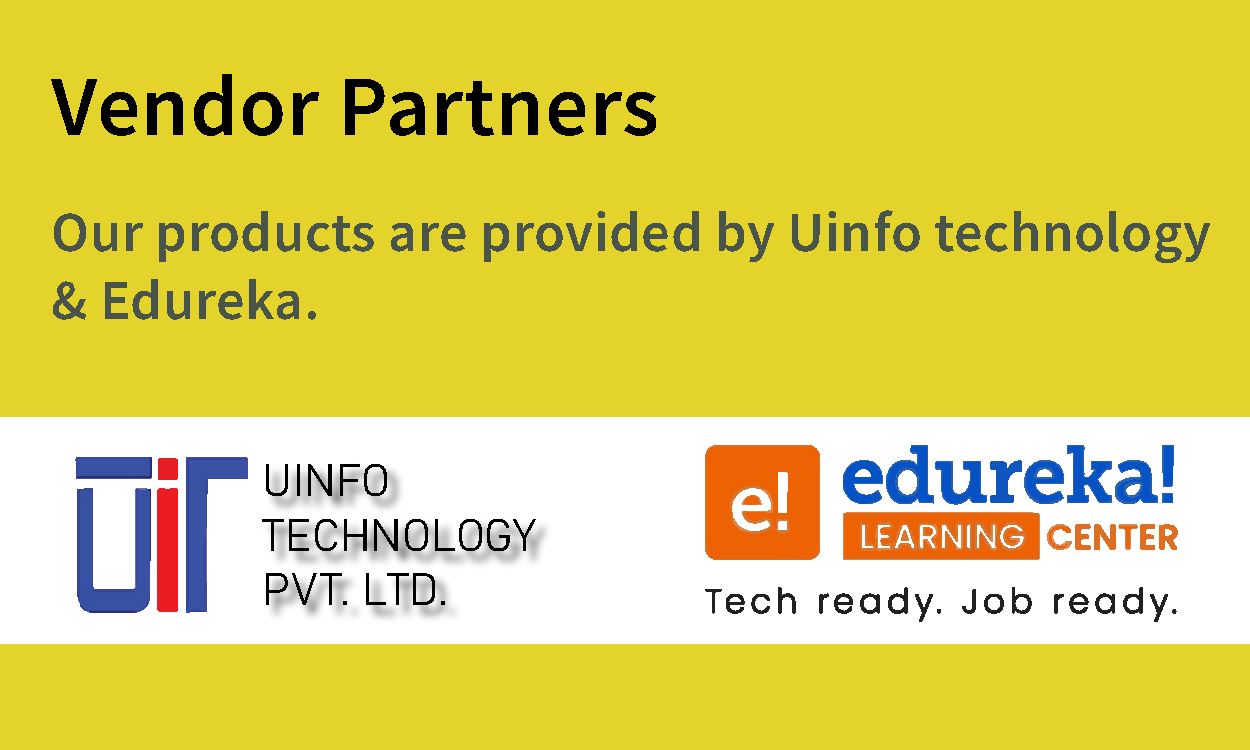 Vendor Partners
Our products are provided by Uinfo technology
& Edureka.
UiT
UINFO
TECHNOLOGY
PVT. LTD.
e!
edureka!
LEARNING CENTER
Tech ready. Job ready.